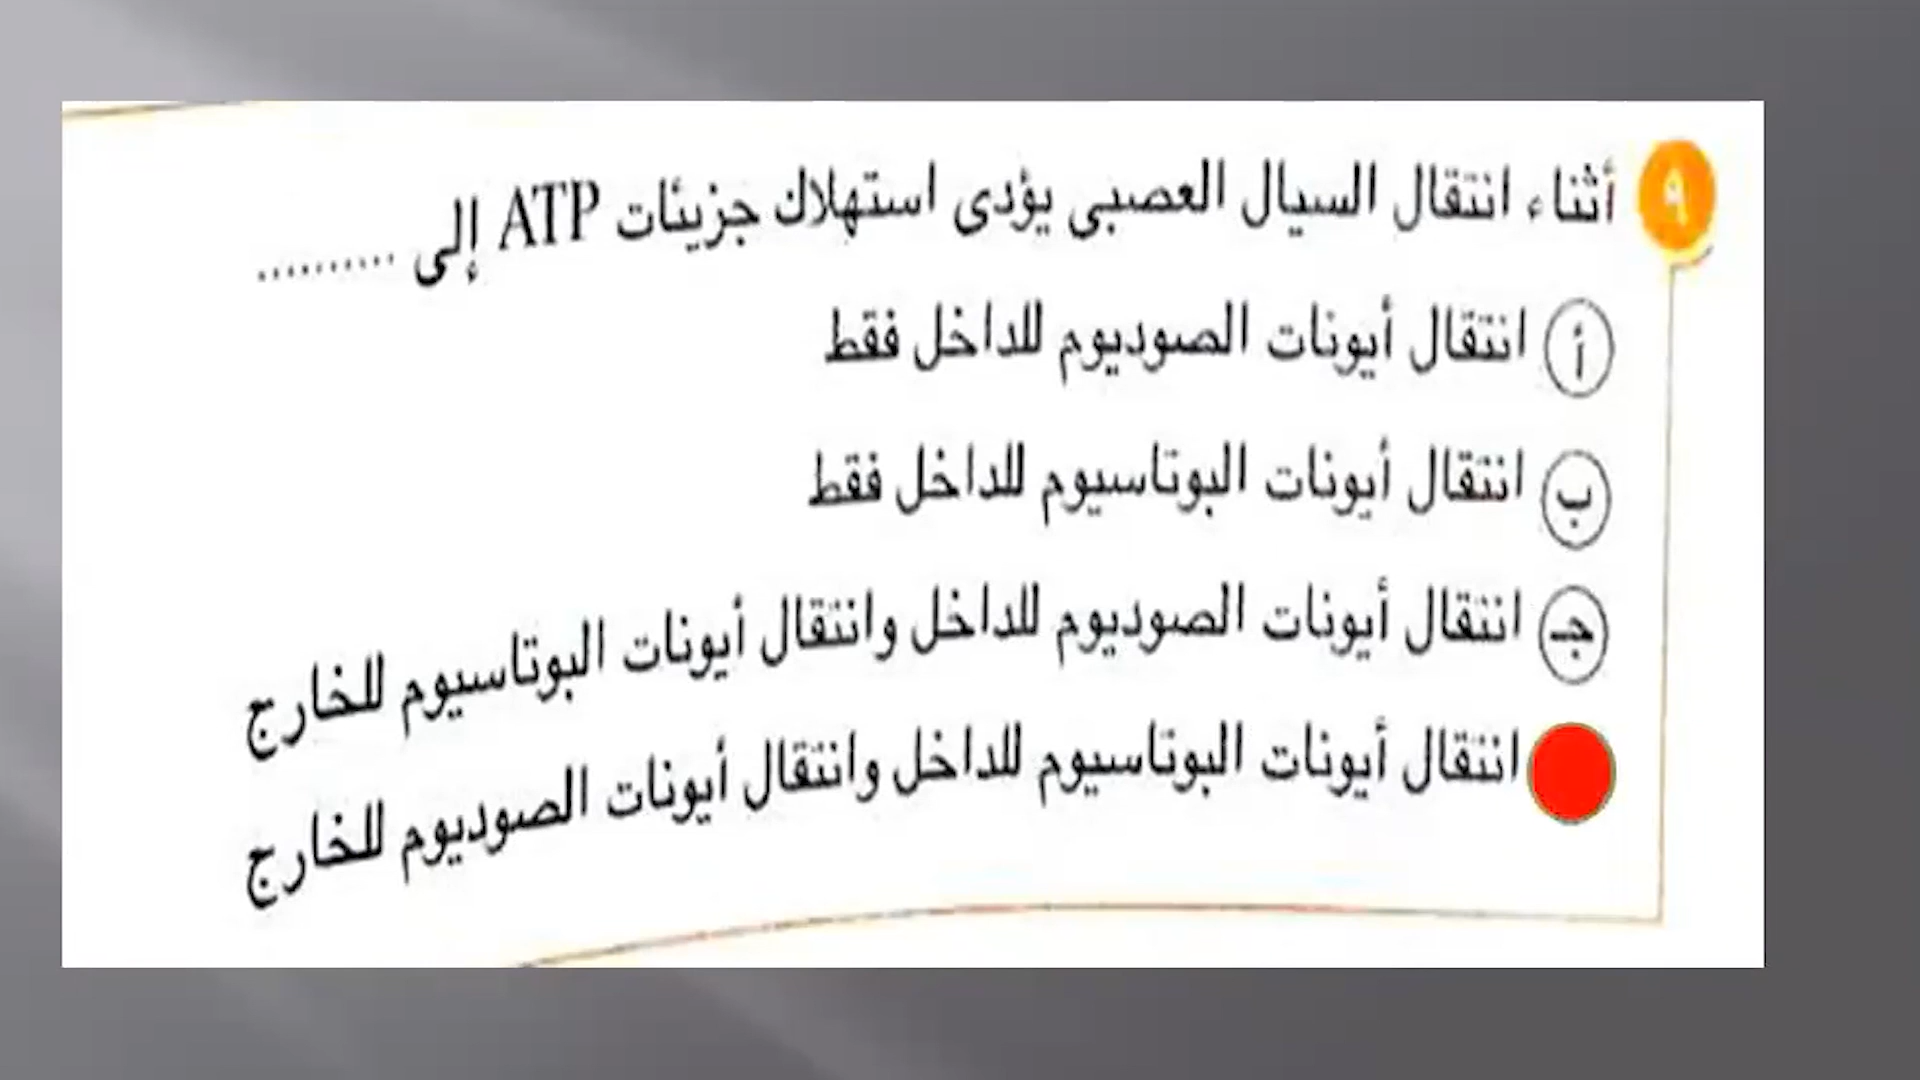 ٩ أثناء انتقال السيال العصبى يؤدى استهلاك جزيئات ATP إلى ..........
أ انتقال أيونات الصوديوم للداخل فقط
ب انتقال أيونات البوتاسيوم للداخل فقط
جـ انتقال أيونات الصوديوم للداخل وانتقال أيونات البوتاسيوم للخارج
انتقال أيونات البوتاسيوم للداخل وانتقال أيونات الصوديوم للخارج